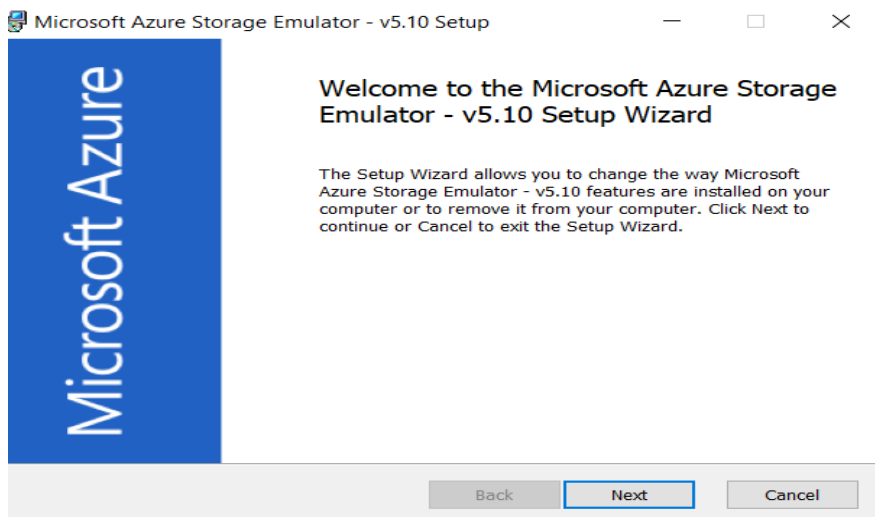 Microsoft Azure Storage Emulator - v5.10 Setup
Microsoft Azure
Welcome to the Microsoft Azure Storage
Emulator - v5.10 Setup Wizard
The Setup Wizard allows you to change the way Microsoft
Azure Storage Emulator - v5.10 features are installed on your
computer or to remove it from your computer. Click Next to
continue or Cancel to exit the Setup Wizard.
Back Next Cancel